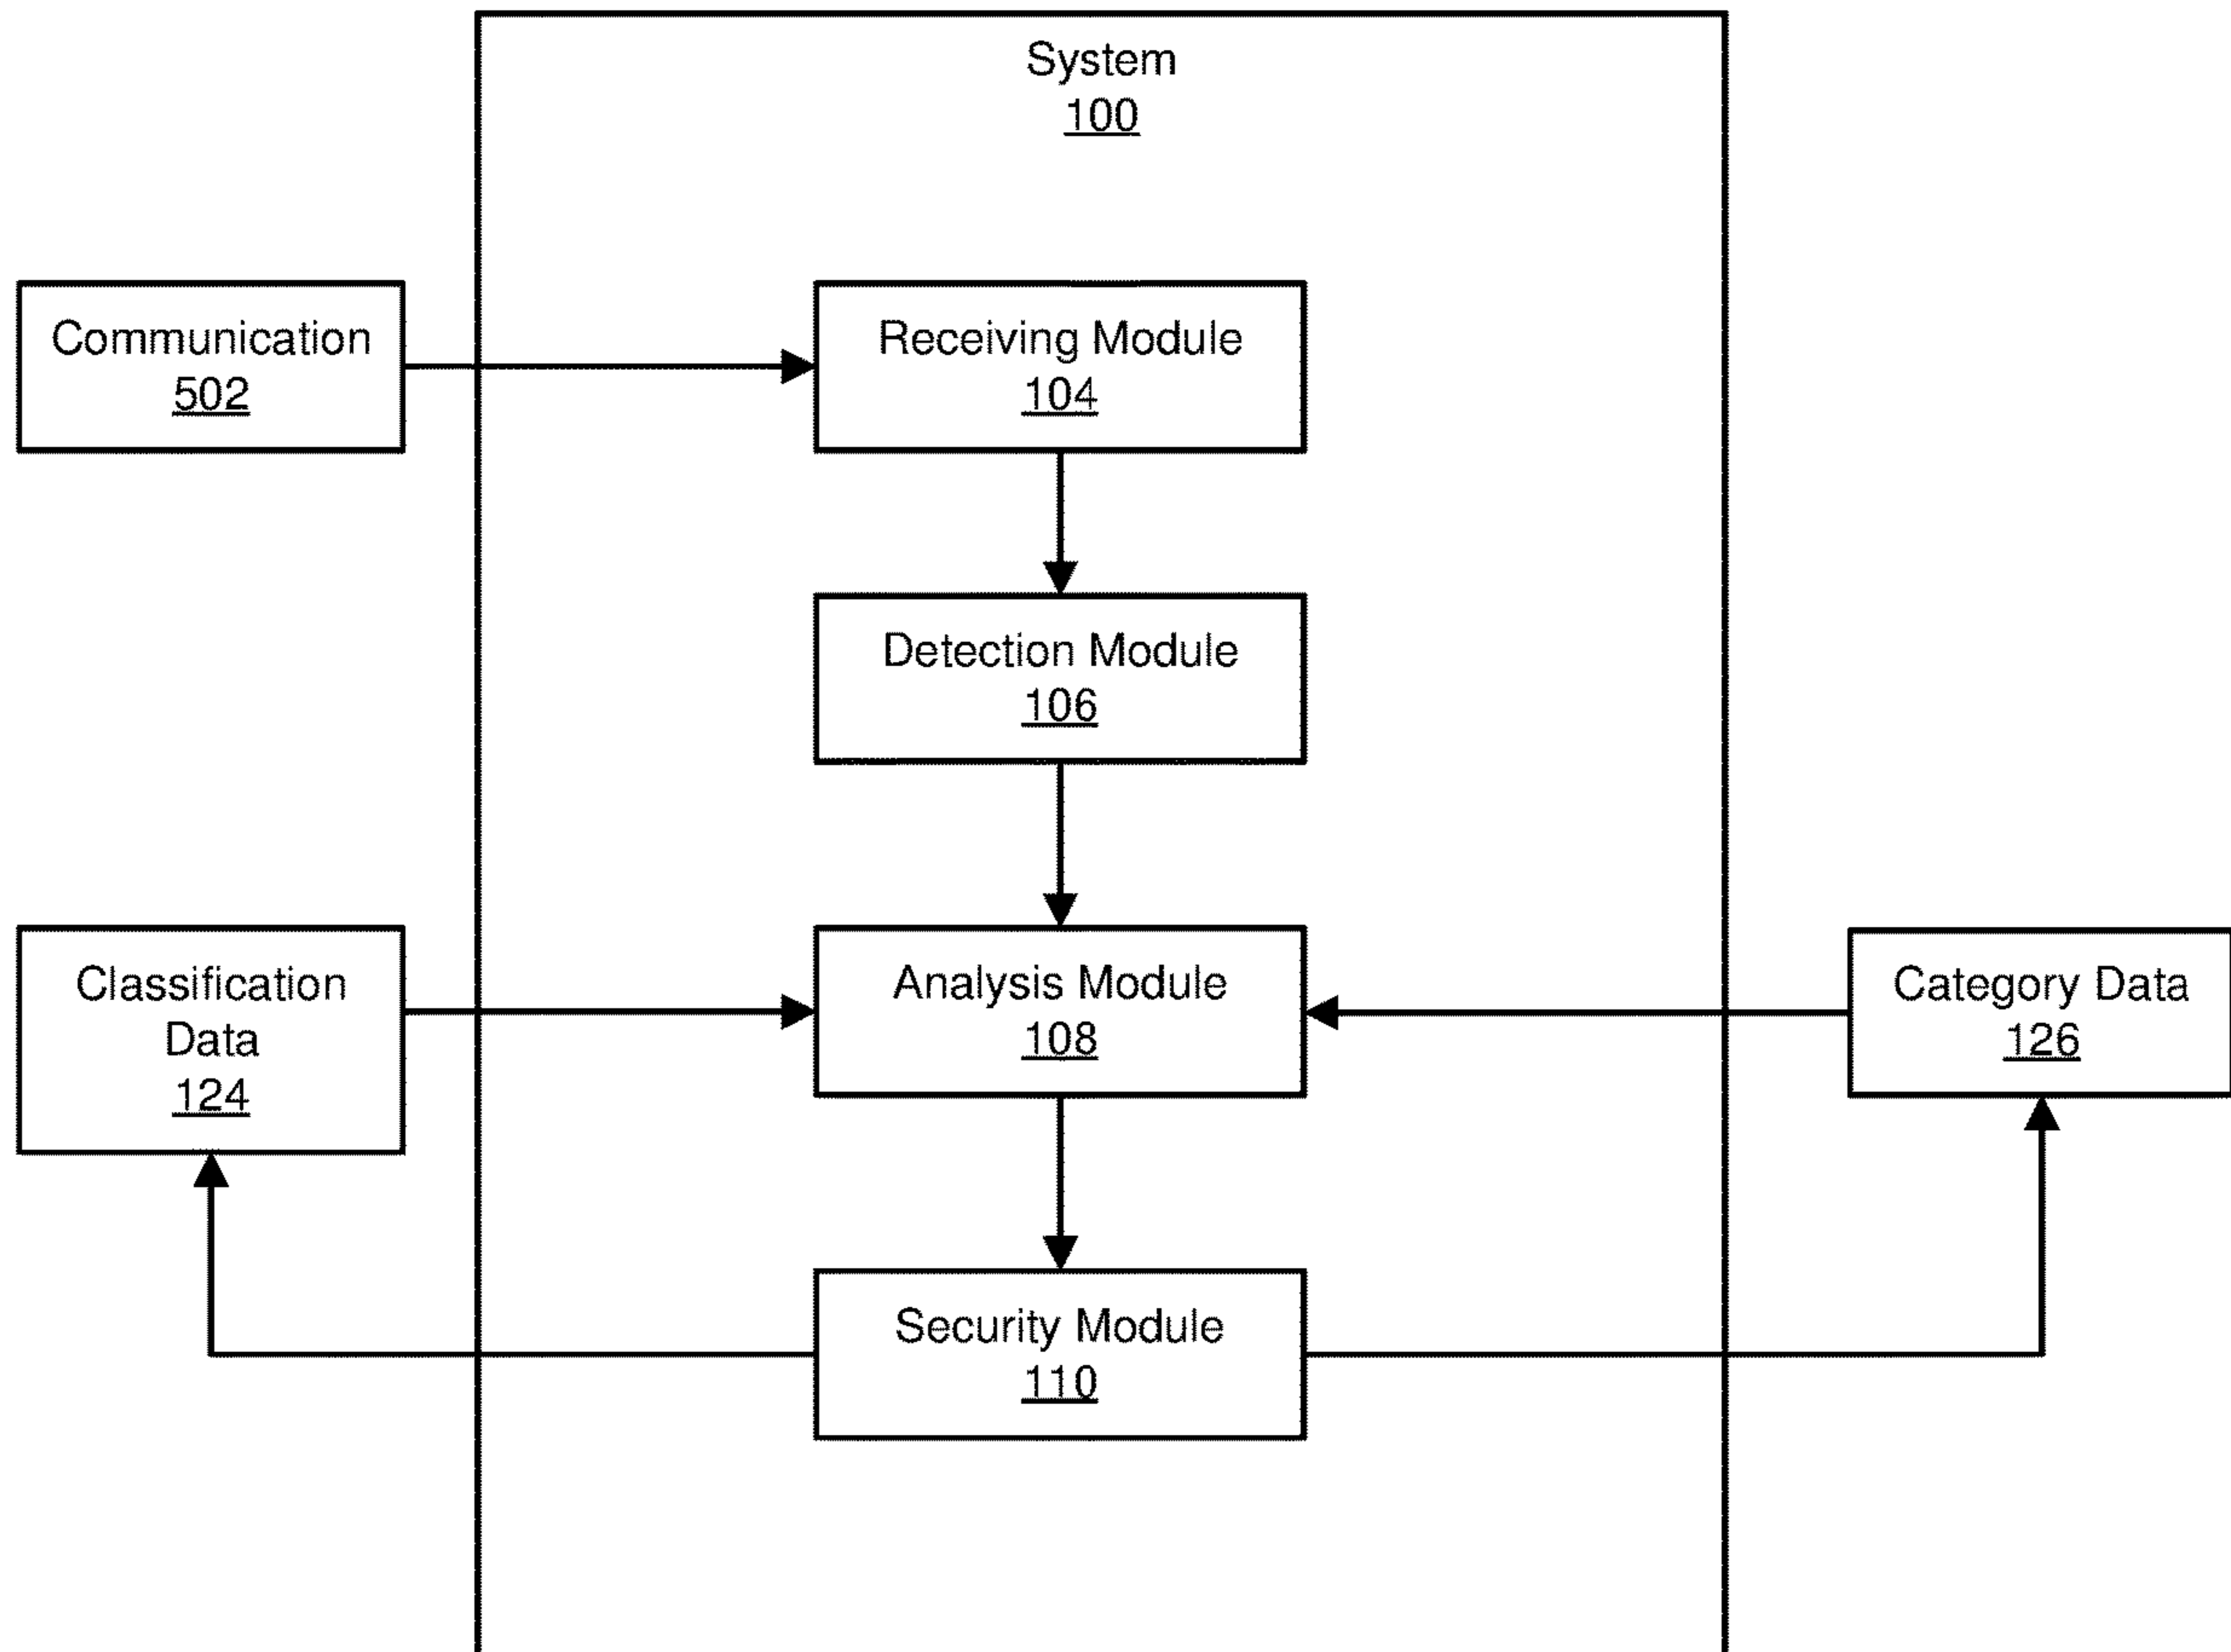 System
100
Communication
502
Receiving Module
104
Detection Module
106
Classification
Data
124
Analysis Module
108
Category Data
126
Security Module
110